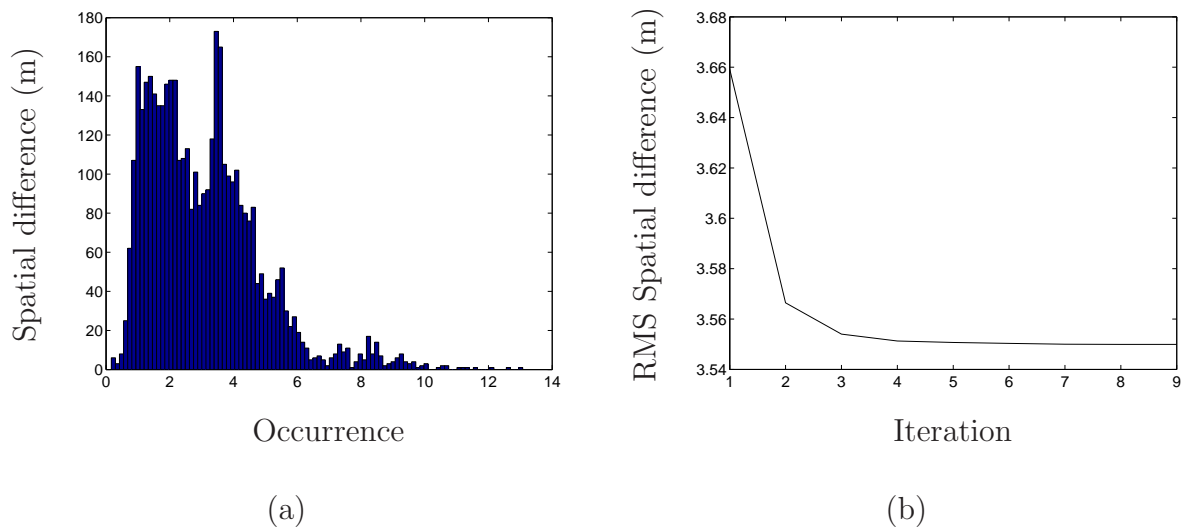 180
160
140
120
100
80
60
40
20
0
0 2 4 6 8 10 12 14
Spatial difference (m)
Occurrence
(a)
3.68
3.66
3.64
3.62
3.6
3.58
3.56
3.54
1 2 3 4 5 6 7 8 9
RMS Spatial difference (m)
Iteration
(b)